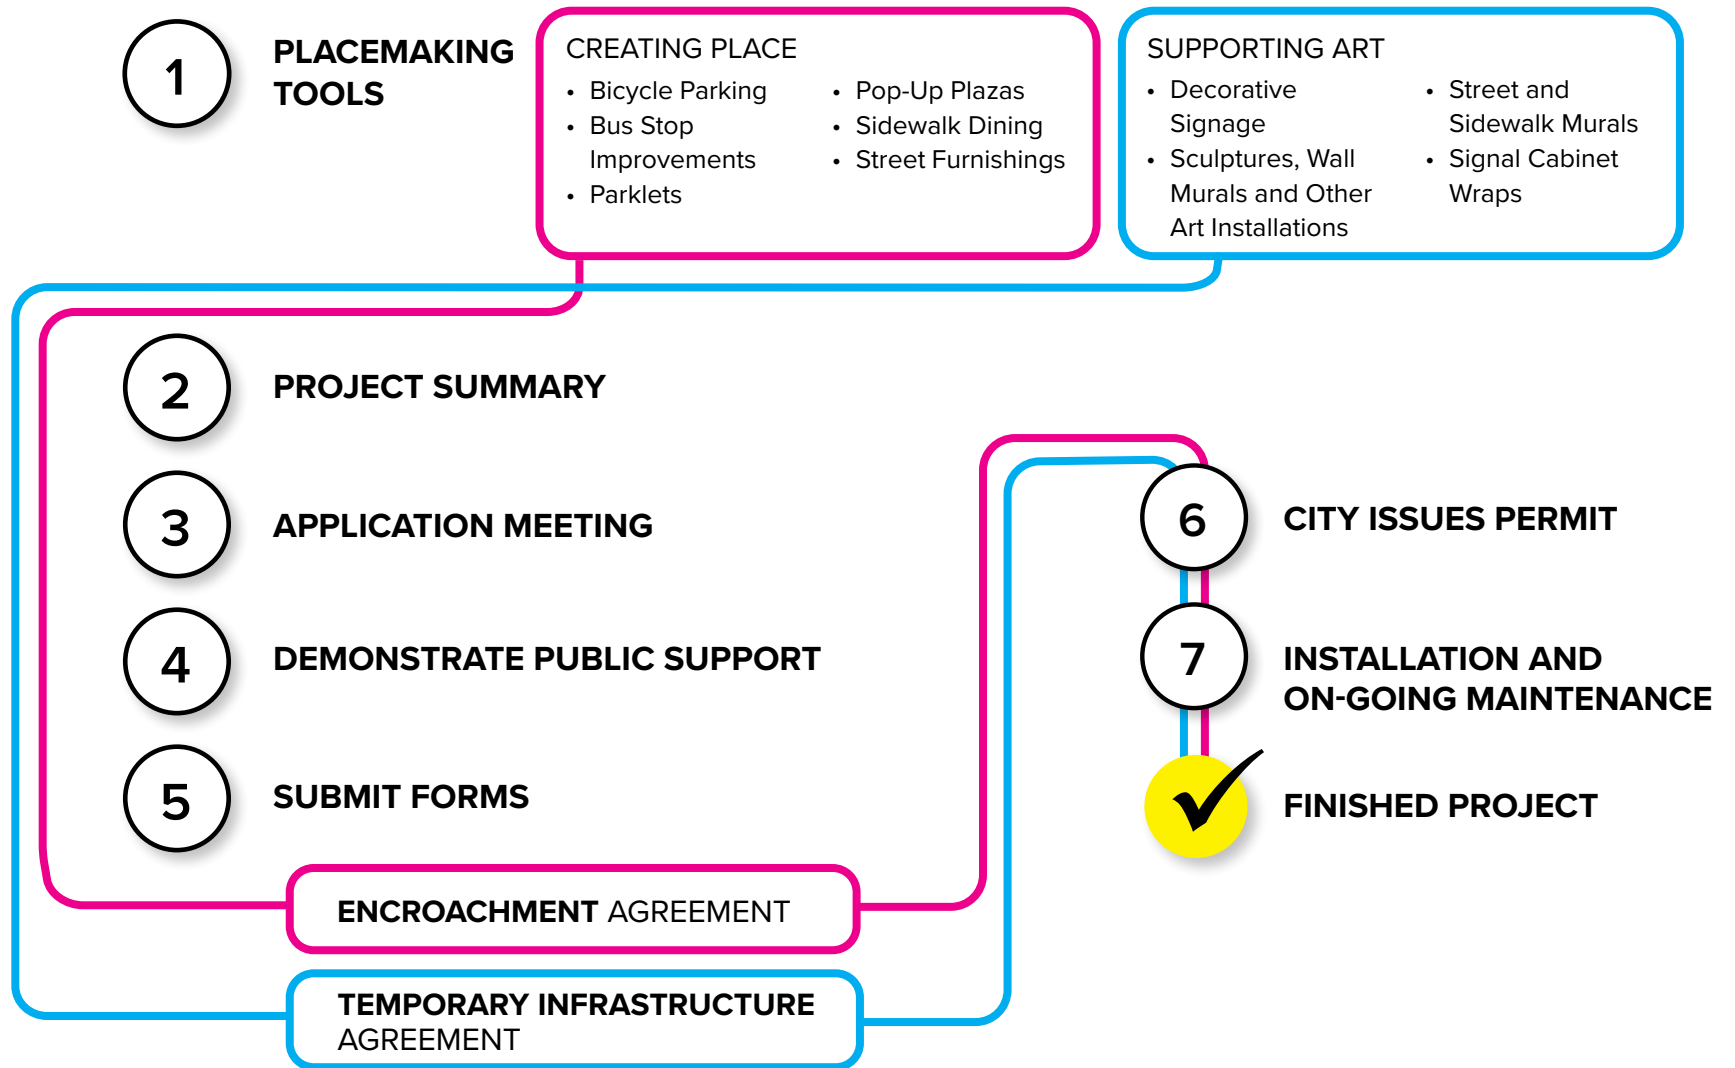 1
PLACEMAKING
TOOLS
CREATING PLACE
• Bicycle Parking
• Bus Stop
Improvements
• Parklets
• Pop-Up Plazas
• Sidewalk Dining
• Street Furnishings
SUPPORTING ART
• Decorative
Signage
• Sculptures, Wall
Murals and Other
Art Installations
• Street and
Sidewalk Murals
• Signal Cabinet
Wraps
2
PROJECT SUMMARY
3
APPLICATION MEETING
4
DEMONSTRATE PUBLIC SUPPORT
5
SUBMIT FORMS
ENCROACHMENT AGREEMENT
TEMPORARY INFRASTRUCTURE
AGREEMENT
6
CITY ISSUES PERMIT
7
INSTALLATION AND
ON-GOING MAINTENANCE
FINISHED PROJECT